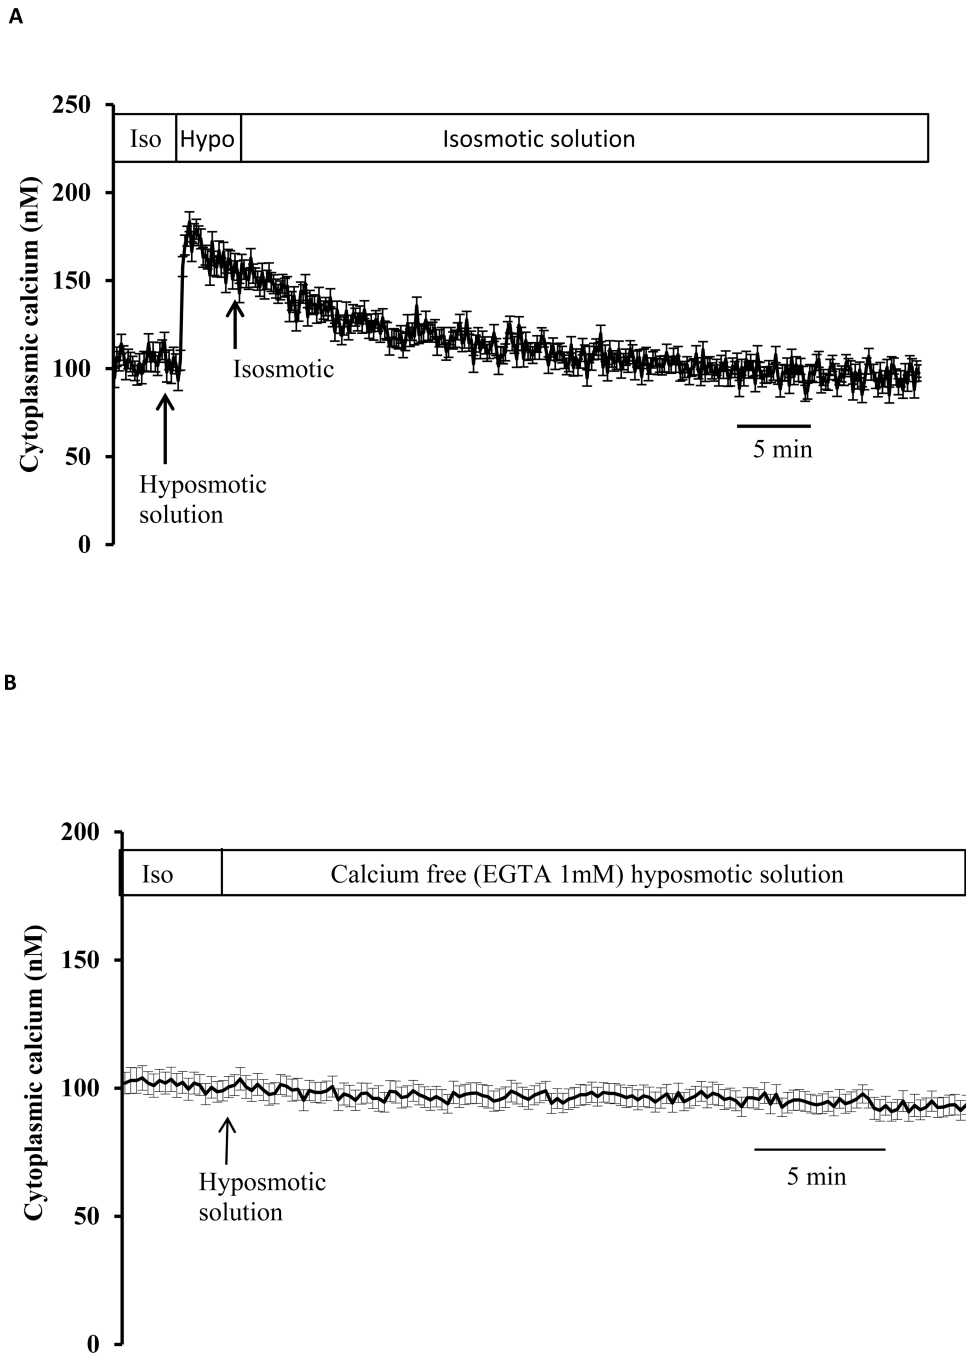 A
250
Iso Hypo Isosmotic solution
200
150
100
50
0
Cytoplasmic calcium (nM)
Isosmotic
5 min
Hyposmotic
solution
B
200
Iso Calcium free (EGTA 1mM) hyposmotic solution
150
100
50
0
Cytoplasmic calcium (nM)
5 min
Hyposmotic
solution